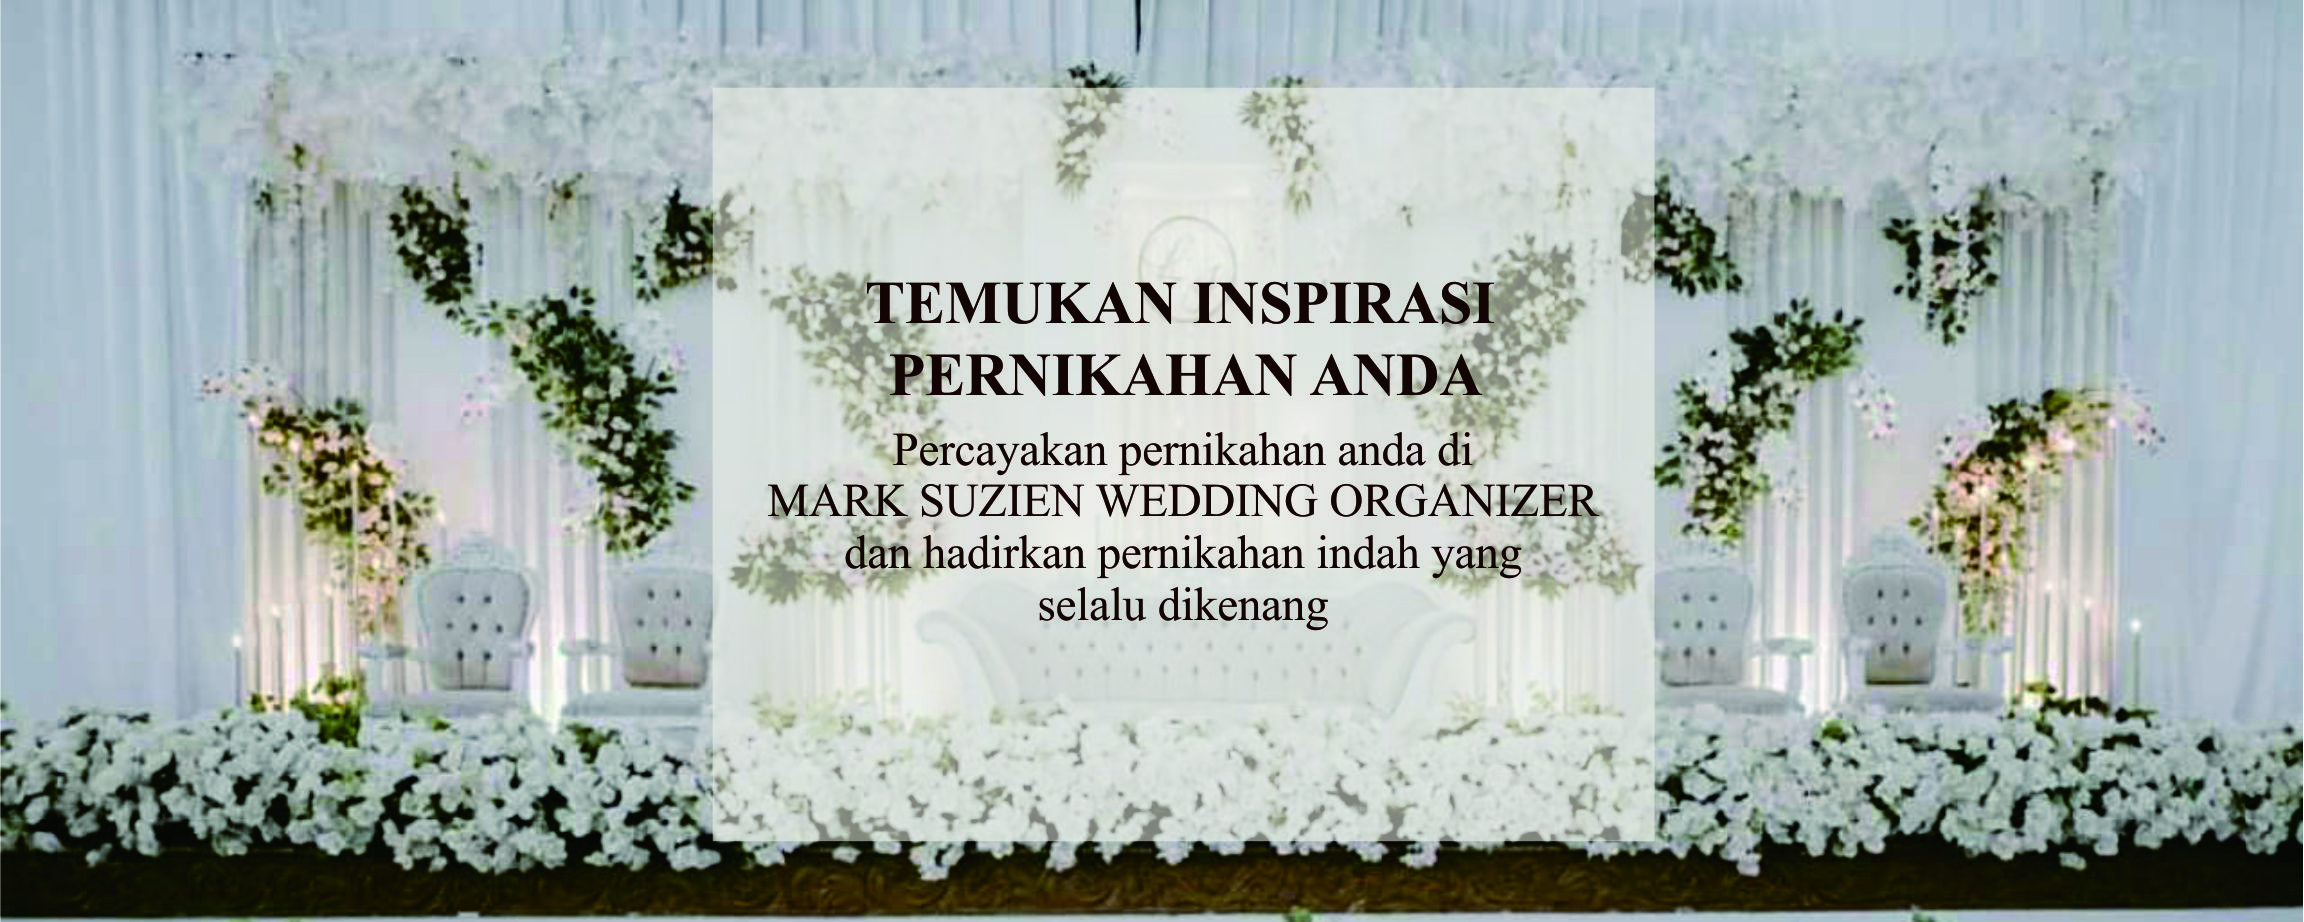 TEMUKAN INSPIRASI
PERNIKAHAN ANDA
Percayakan pernikahan anda di
MARK SUZIEN WEDDING ORGANIZER
dan hadirkan pernikahan indah yang
selalu dikenang